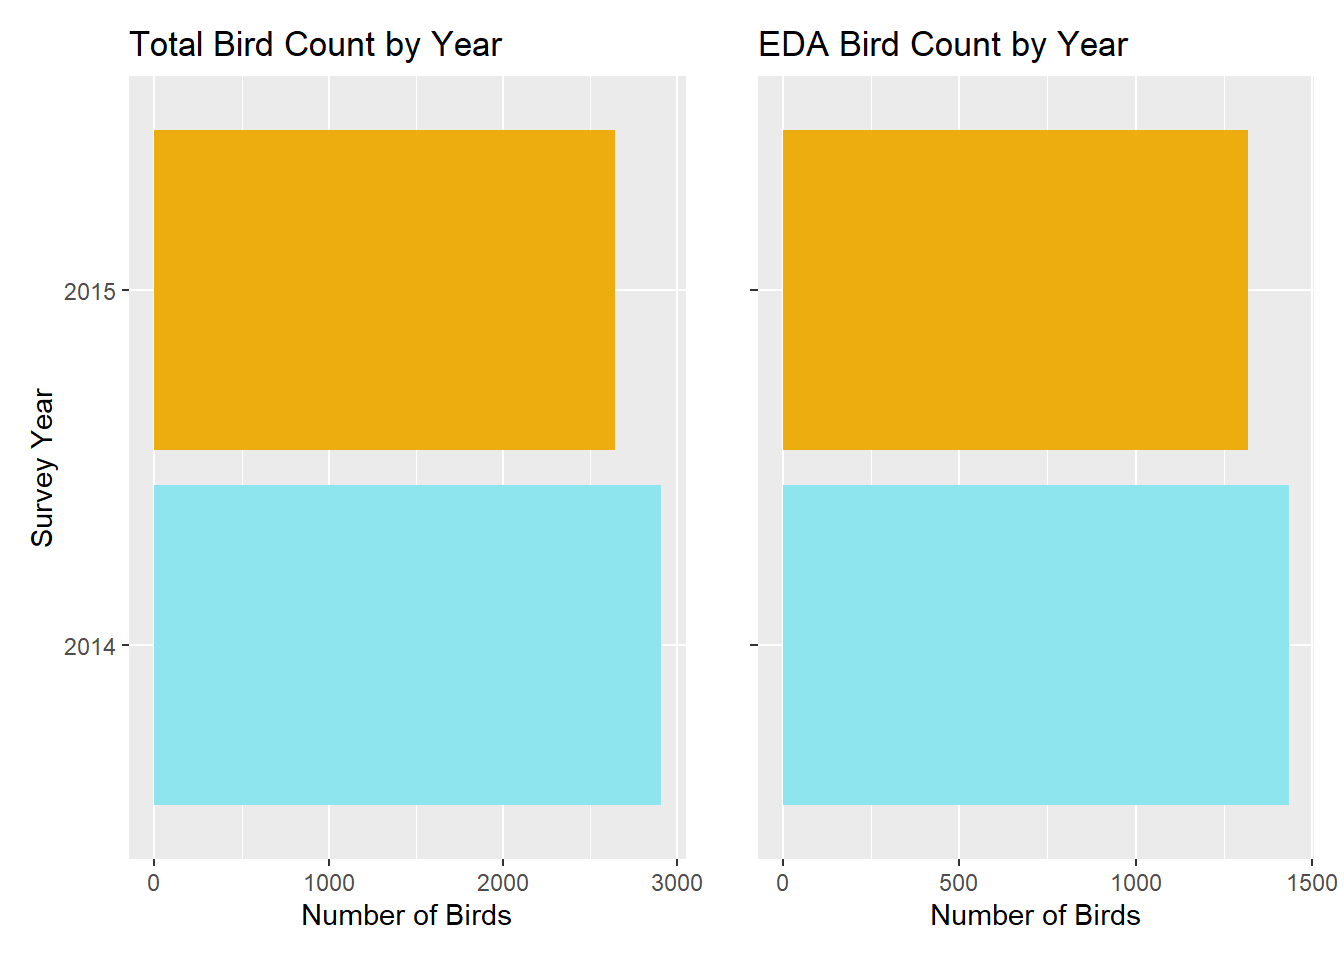 Total Bird Count by Year
EDA Bird Count by Year
Survey Year
2015
2014
0 1000 2000 3000
0 500 1000 1500
Number of Birds
Number of Birds